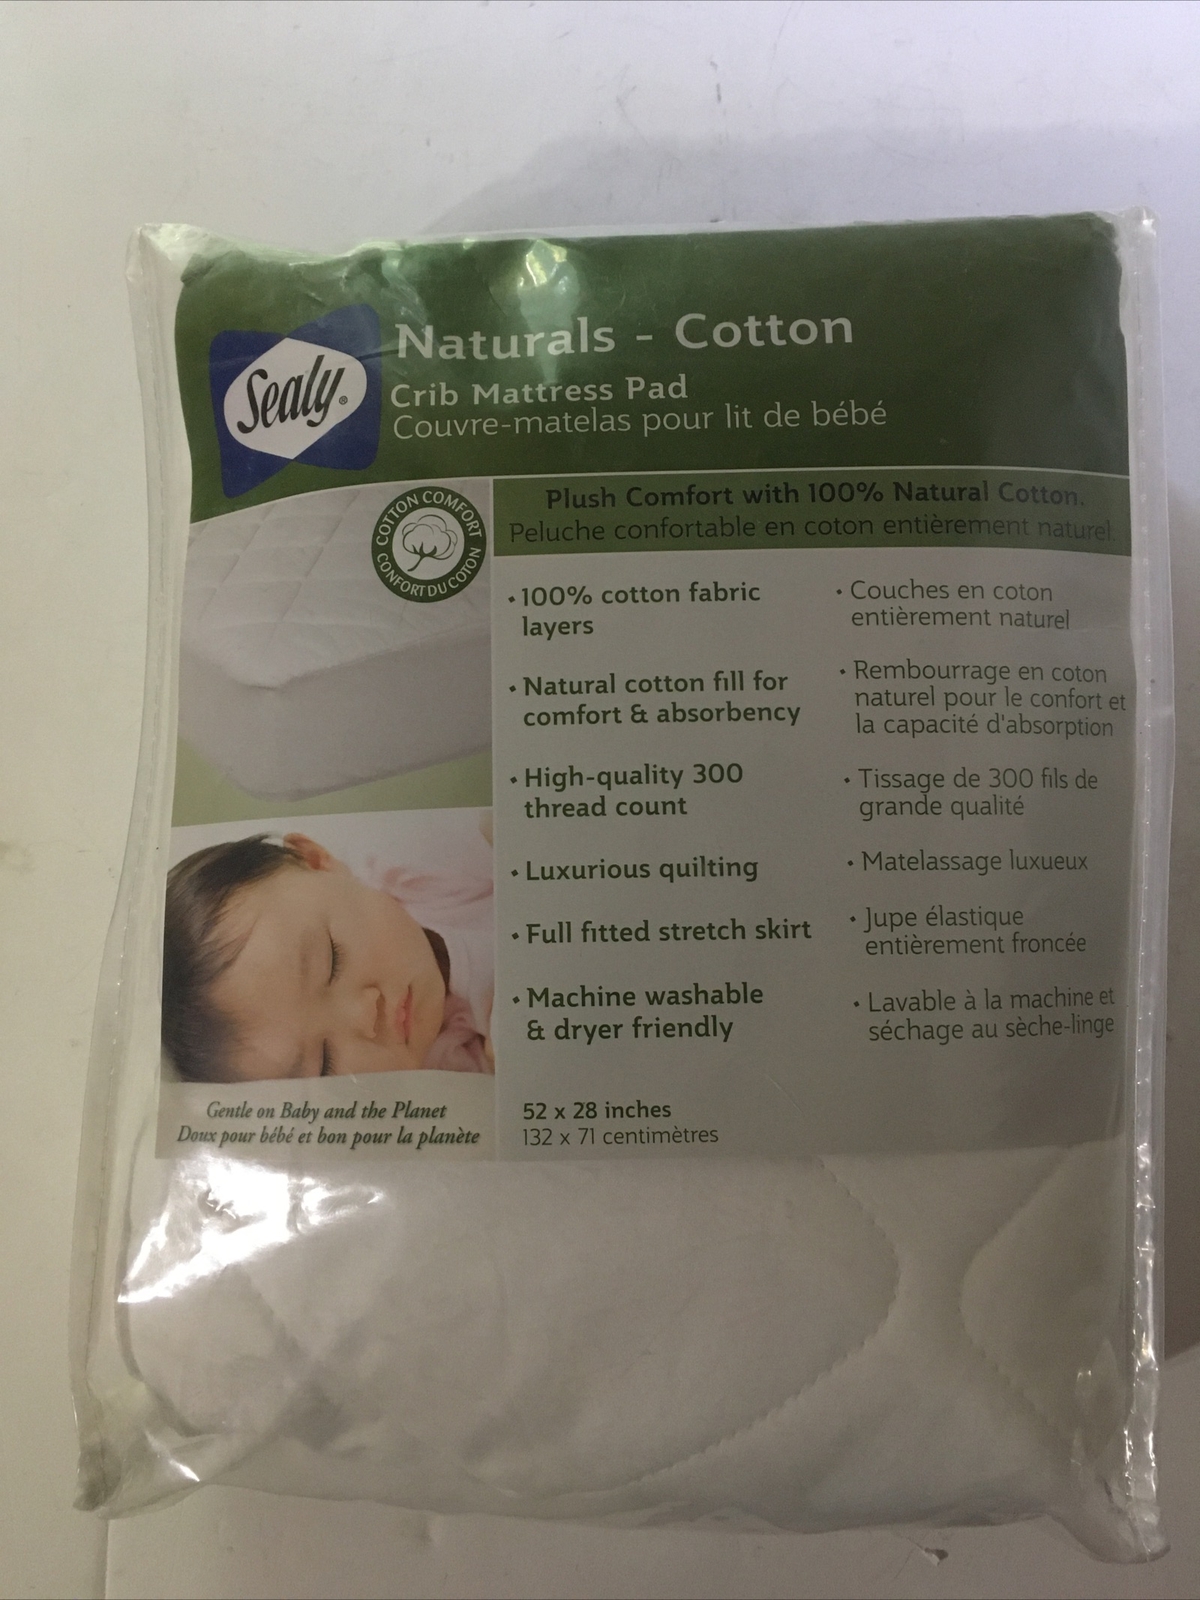 Sealy®
Naturals - Cotton
Crib Mattress Pad
Couvre-matelas pour lit de bébé
COTTON COMFORT
CONFORT DU COTON
Plush Comfort with 100% Natural Cotton.
Peluche confortable en coton entièrement naturel.
• 100% cotton fabric
layers
• Natural cotton fill for
comfort & absorbency
• High-quality 300
thread count
• Luxurious quilting
• Full fitted stretch skirt
• Machine washable
& dryer friendly
• Couches en coton
entièrement naturel
• Rembourrage en coton
naturel pour le confort et
la capacité d'absorption
• Tissage de 300 fils de
grande qualité
• Matelassage luxueux
• Jupe élastique
entièrement froncée
• Lavable à la machine et
séchage au sèche-linge
Gentle on Baby and the Planet
Doux pour bébé et bon pour la planète
52 x 28 inches
132 x 71 centimètres